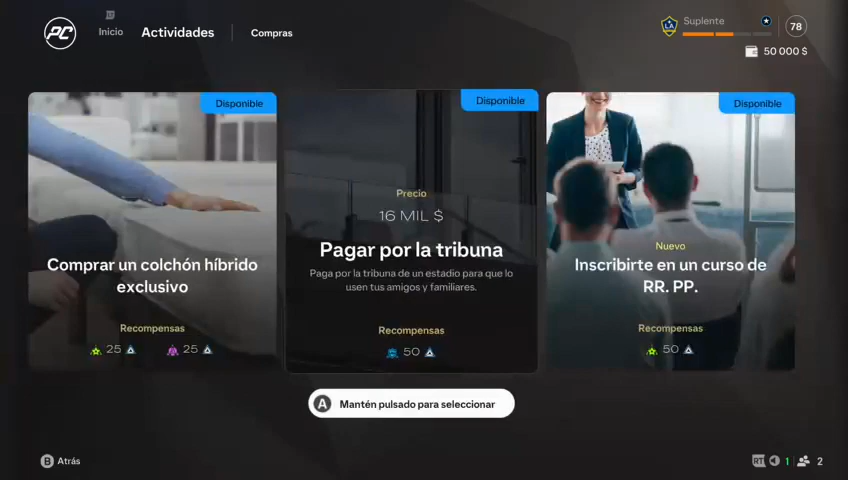 PC
Inicio
Actividades
Compras
LA
Suplente
78
50 000 $
Disponible
Comprar un colchón híbrido
exclusivo
Recompensas
25
25
Disponible
Precio
16 MIL $
Pagar por la tribuna
Paga por la tribuna de un estadio para que lo
usen tus amigos y familiares.
Recompensas
50
Disponible
Nuevo
Inscribirte en un curso de
RR. PP.
Recompensas
50
A Mantén pulsado para seleccionar
B Atrás
RT
1
2